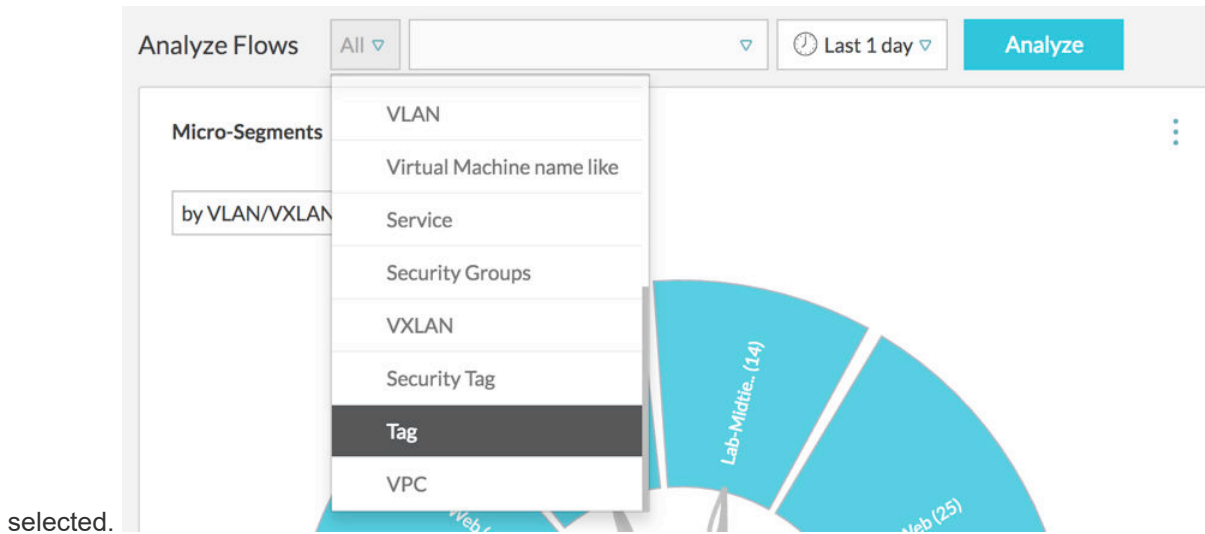 Analyze Flows All Last 1 day Analyze
Micro-Segments
by VLAN/VXLAN
VLAN
Virtual Machine name like
Service
Security Groups
VXLAN
Security Tag
Tag
VPC
Lab-Midtie.. (14)
Web (
Web (25)
selected.